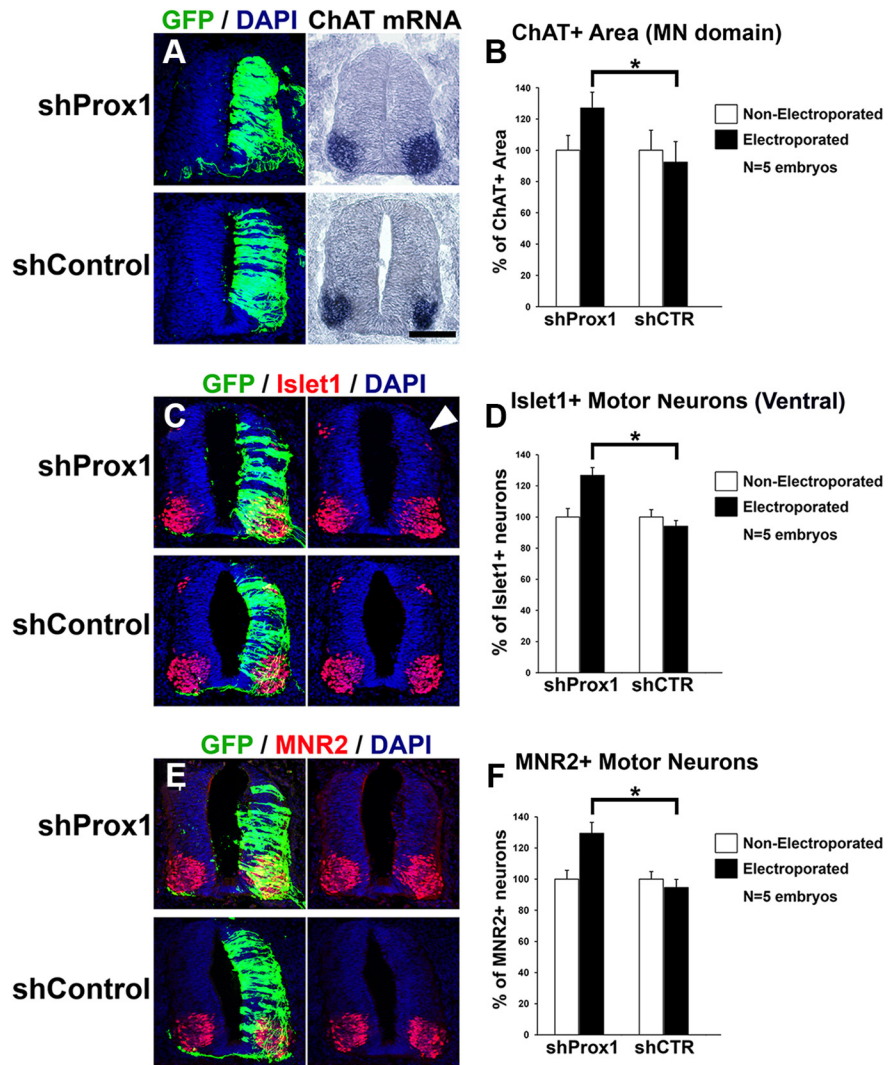 GFP / DAPI ChAT mRNA
A
shProx1
shControl
B ChAT+ Area (MN domain)
*
% of ChAT+ Area
140
120
100
80
60
40
20
0
shProx1 shCTR
Non-Electroporated
Electroporated
N=5 embryos
GFP / Islet1 / DAPI
C
shProx1
shControl
D Islet1+ Motor Neurons (Ventral)
*
% of Islet1+ neurons
140
120
100
80
60
40
20
0
shProx1 shCTR
Non-Electroporated
Electroporated
N=5 embryos
GFP / MNR2 / DAPI
E
shProx1
shControl
F MNR2+ Motor Neurons
*
% of MNR2+ neurons
140
120
100
80
60
40
20
0
shProx1 shCTR
Non-Electroporated
Electroporated
N=5 embryos